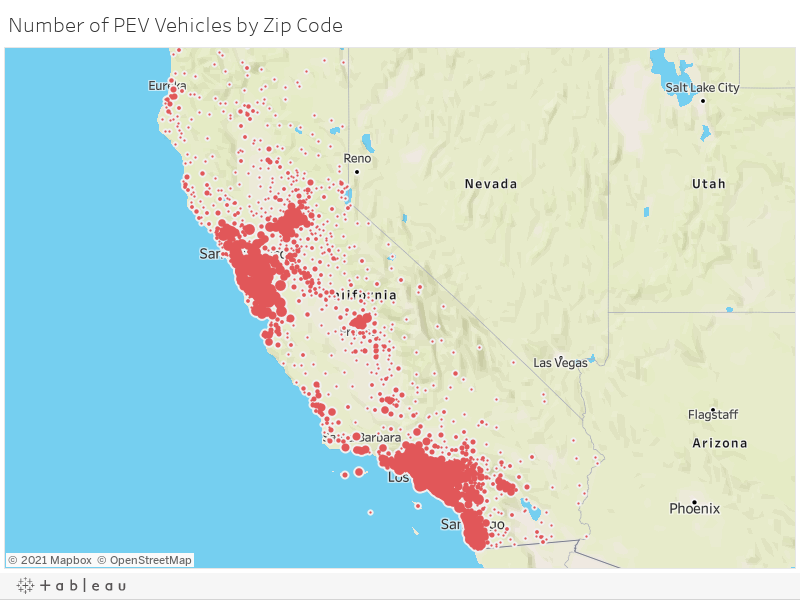 Number of PEV Vehicles by Zip Code
Salt Lake City
Reno
Nevada
Utah
Las Vegas
Flagstaff
Arizona
Phoenix
© 2021 Mapbox © OpenStreetMap
+ a b l e a u